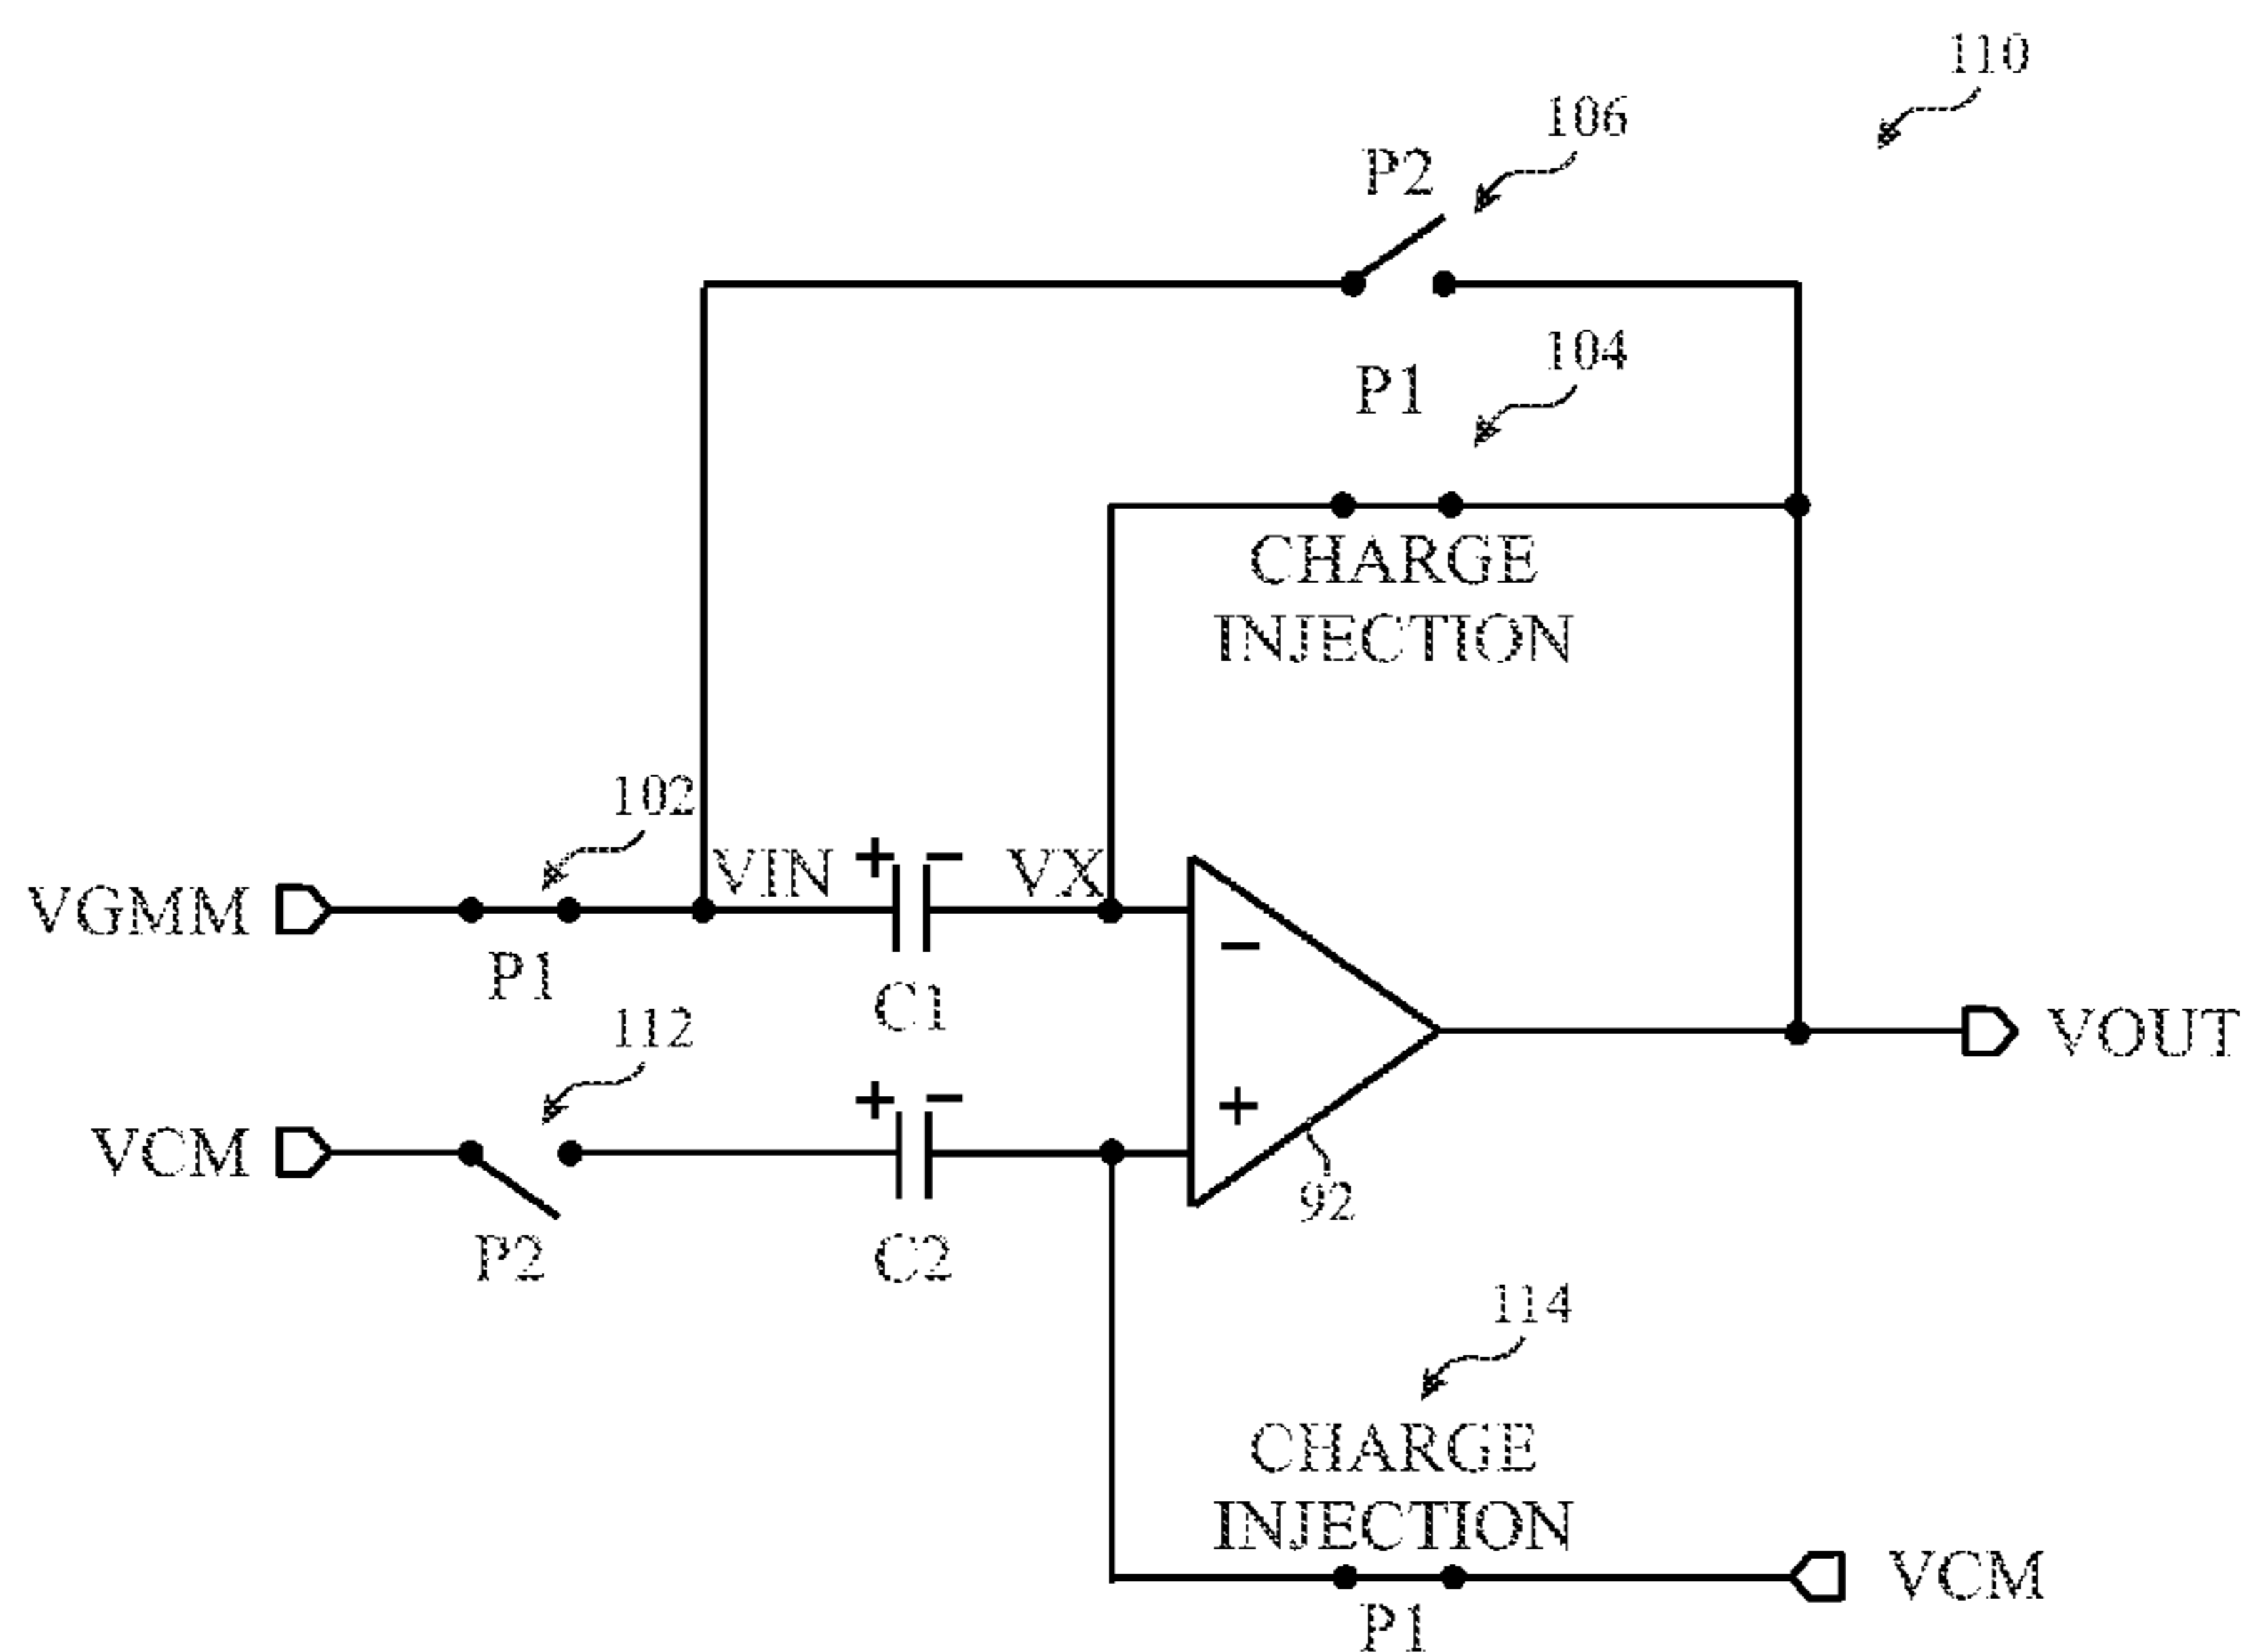 110
106
P2
104
P1
CHARGE
INJECTION
102
VIN
+
−
VX
VGMM
P1
C1
−
112
+
−
+
VOUT
VCM
92
P2
C2
114
CHARGE
INJECTION
VCM
P1